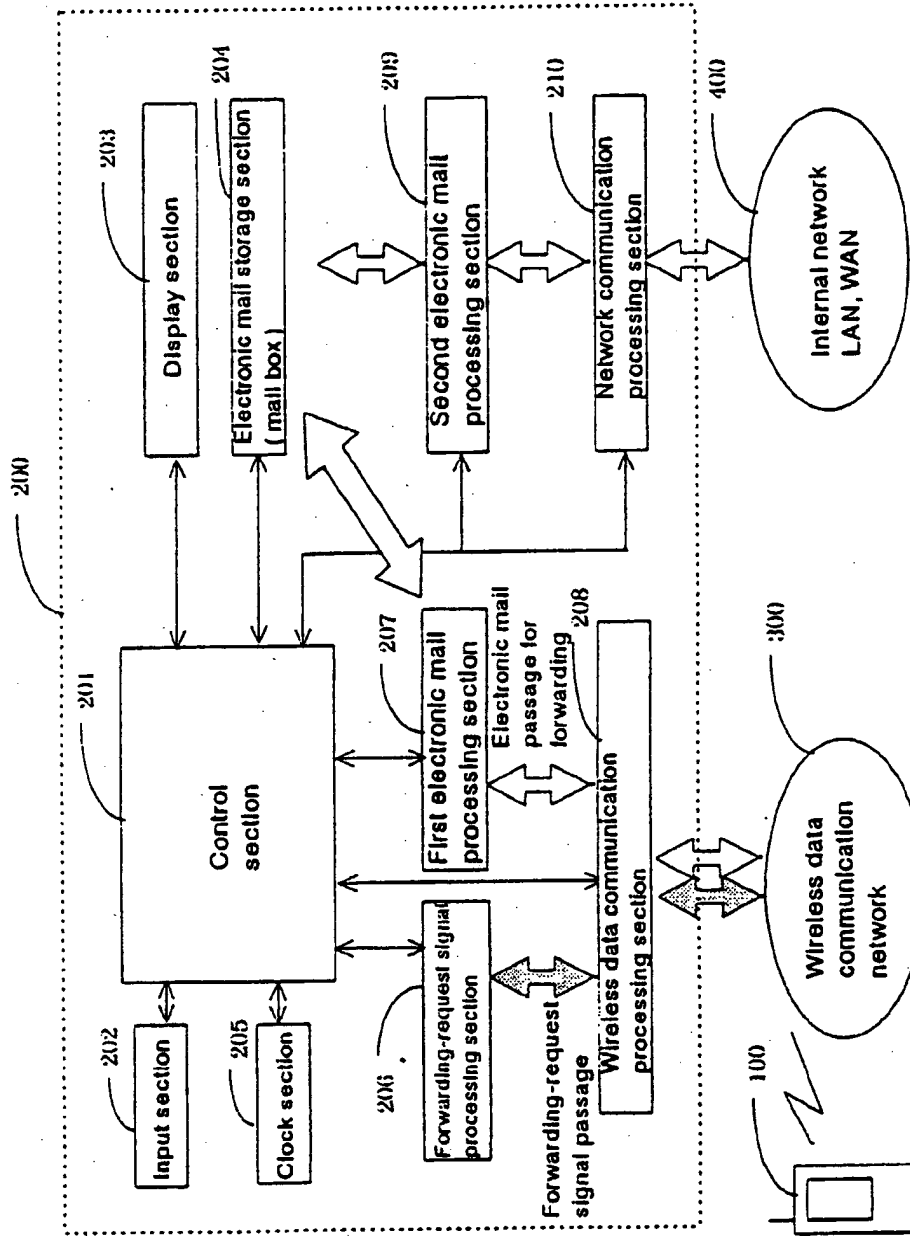 200
201
Control
section
202
Input section
205
Clock section
203
Display section
204
Electronic mail storage section
( mail box )
206
Forwarding-request signal
processing section
207
First electronic mail
processing section
Electronic mail
passage for
forwarding
208
Wireless data communication
processing section
Forwarding-request
signal passage
209
Second electronic mail
processing section
210
Network communication
processing section
100
300
Wireless data
communication
network
400
Internal network
LAN, WAN